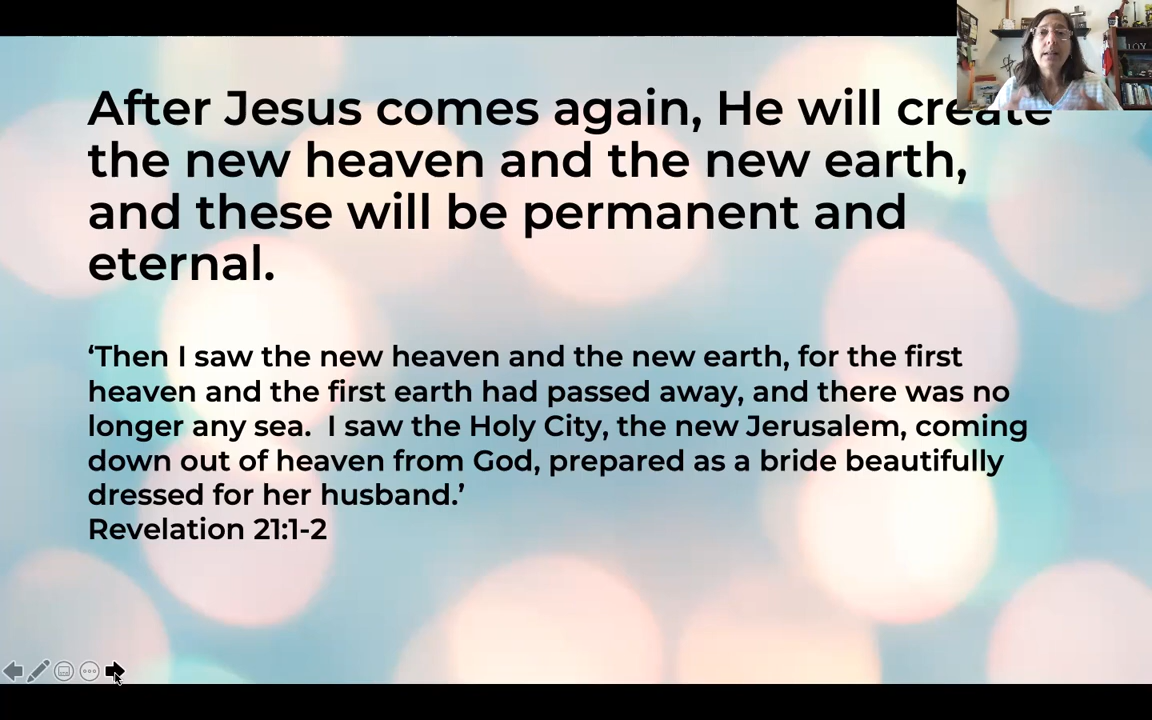 After Jesus comes again, He will create
the new heaven and the new earth,
and these will be permanent and
eternal.
‘Then I saw the new heaven and the new earth, for the first
heaven and the first earth had passed away, and there was no
longer any sea.  I saw the Holy City, the new Jerusalem, coming
down out of heaven from God, prepared as a bride beautifully
dressed for her husband.’
Revelation 21:1-2